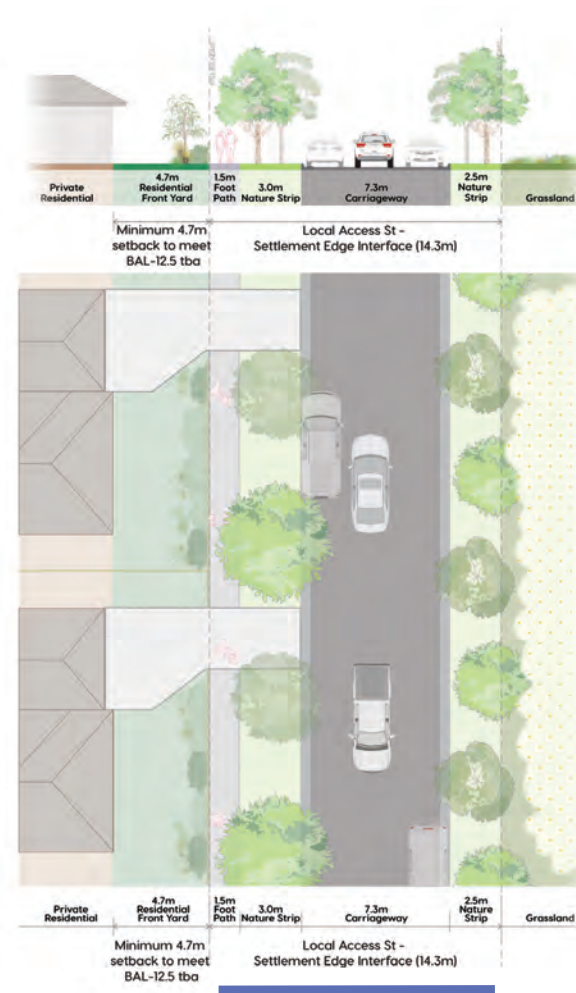 Private
Residential
4.7m
Residential
Front Yard
1.5m
Foot
Path
3.0m
Nature Strip
7.3m
Carriageway
2.5m
Nature
Strip
Grassland
Minimum 4.7m
setback to meet
BAL-12.5 tba
Local Access St -
Settlement Edge Interface (14.3m)
Private
Residential
4.7m
Residential
Front Yard
1.5m
Foot
Path
3.0m
Nature Strip
7.3m
Carriageway
2.5m
Nature
Strip
Grassland
Minimum 4.7m
setback to meet
BAL-12.5 tba
Local Access St -
Settlement Edge Interface (14.3m)